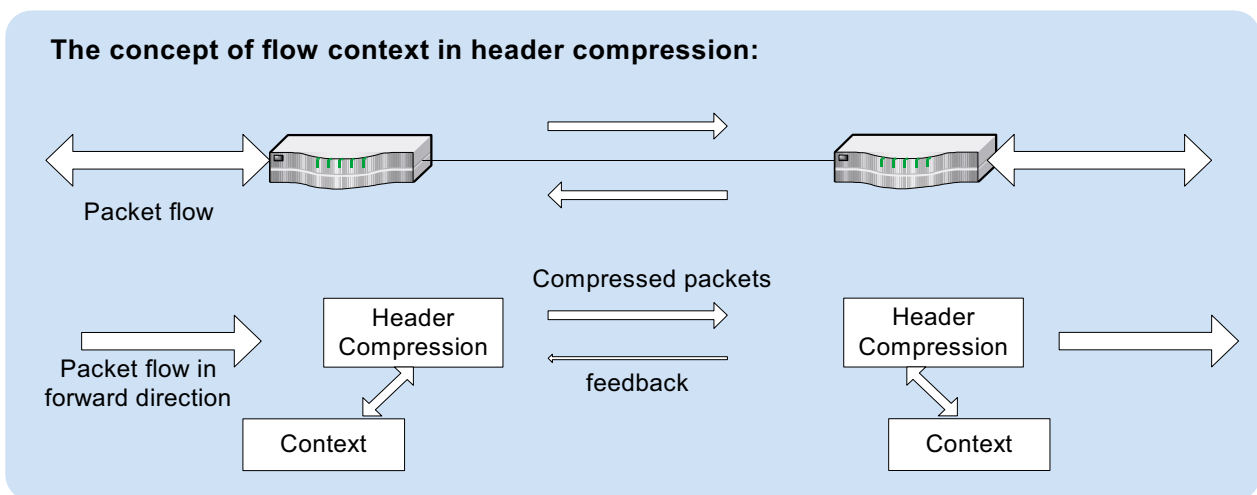 The concept of flow context in header compression:
Packet flow
Compressed packets
Header
Compression
Header
Compression
Packet flow in
forward direction
feedback
Context
Context